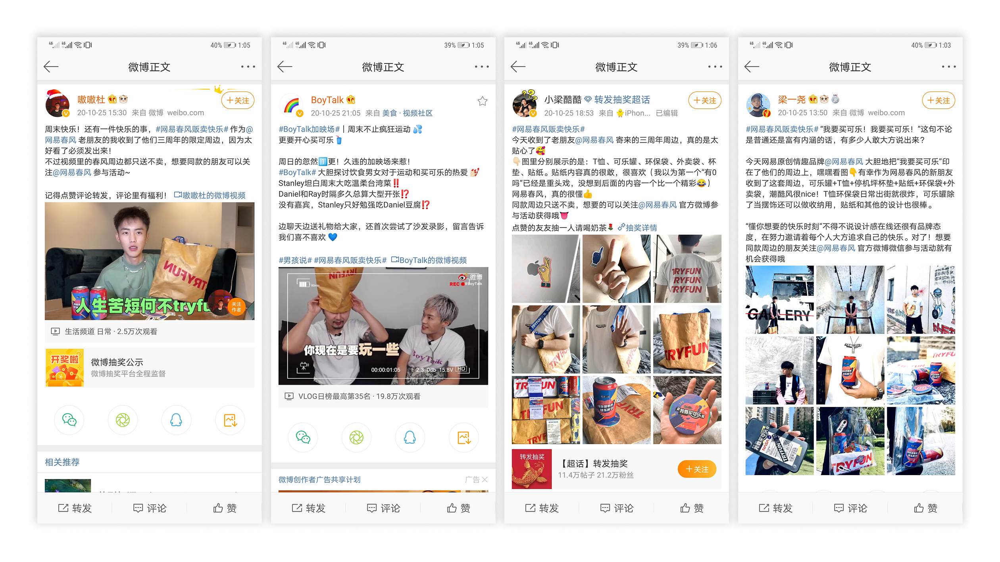 4G 4G 40% 1:05
微博正文
嗷嗷杜
+关注
20-10-25 15:30 来自 微博 weibo.com
周末快乐！还有一件快乐的事，#网易春风贩卖快乐# 作为@
网易春风 老朋友的我收到了他们三周年的限定周边，因为太
好看了必须发出来！
不过视频里的春风周边都只送不卖，想要同款的朋友可以关
注@网易春风 参与活动~
记得点赞评论转发，评论里有福利！ 嗷嗷杜的微博视频
TRYFUN
人生苦短何不tryfu
关注
作者
生活频道 日常 · 2.5万次观看
开奖啦
微博抽奖公示
微博抽奖平台全程监督
相关推荐
转发 评论 赞
4G 4G 39% 1:05
微博正文
BoyTalk
20-10-25 21:05 来自 美食 · 视频社区
#BoyTalk加映场#丨周末不止疯狂运动💦
更要开心买可乐🥤
周日的忽然1️⃣更！久违的加映场来惹！
#BoyTalk# 大胆探讨饮食男女对于运动和买可乐的热爱💅🏻
Stanley坦白周末大吃温柔台湾菜‼️
Daniel和Ray时隔多久总算大型开张⁉️
没有嘉宾，Stanley只好勉强吃Daniel豆腐⁉️
边聊天边送礼物给大家，还首次尝试了沙发录影，留言告诉
我们喜不喜欢💙
#男孩说# #网易春风贩卖快乐# BoyTalk的微博视频
TRYFUN
80min
微博
REC @BoyTalk
你现在是要玩一些
BoyTalk
00:00:01:05 F 2.3 0db 15.8V HD
VLOG日榜最高第35名 · 19.8万次观看
微博创作者广告共享计划
广告
转发 评论 赞
4G 4G 39% 1:06
微博正文
小梁酷酷 转发抽奖超话
+关注
20-10-25 18:53 来自 🐥iPhon... 已编辑
#网易春风贩卖快乐#
今天收到了老朋友@网易春风 寄来的三周年周边，真的是太
贴心了🥰
👇🏻图里分别展示的是：T恤、可乐罐、环保袋、外卖袋、杯
垫、贴纸。贴纸内容真的很敢，很喜欢（我以为第一个“有0
吗”已经是重头戏，没想到后面的内容一个比一个精彩😂）
网易春风，真的很懂👍
同款周边只送不卖，想要的可以关注@网易春风 官方微博参
与活动获得哦👅
点赞的友友抽一人请喝奶茶🌹 抽奖详情
TRYFUN
TRYFUN
TRYFUN
TRYFUN
TRYFUN
TRYFUN
TRYFUN
TRYFUN
懂你想要的
快乐时刻
TRYFUN
#我要买可乐#
转发抽奖
【超话】转发抽奖
11.4万帖子 21.2万粉丝
+关注
转发 评论 赞
4G 4G 40% 1:03
微博正文
梁一尧
+关注
20-10-25 13:50 来自 微博 weibo.com
#网易春风贩卖快乐# “我要买可乐！我要买可乐！”这句不论
是普通还是富有内涵的话，有多少人敢大方说出来？
今天网易原创情趣品牌@网易春风 大胆地把“我要买可乐”印
在了他们的周边上，嘿嘿看图👇有幸作为网易春风的新朋友
收到了这套周边，可乐罐+T恤+停机坪杯垫+贴纸+环保袋+外
卖袋，潮酷风很nice！T恤环保袋日常出街就很炸，可乐罐除
了当摆饰还可以做收纳用，贴纸和其他的设计也很棒。
“懂你想要的快乐时刻”不得不说设计感在线还很有品牌态
度，在努力邀请着每个人大方追求自己的快乐。对了！想要
同款周边的朋友关注@网易春风 官方微博微信参与活动就有
机会获得哦
GALLERY
懂你想要的
快乐时刻
TRYFU
#我要买可乐#
TRYFUN
TRYFUN
转发 评论 赞